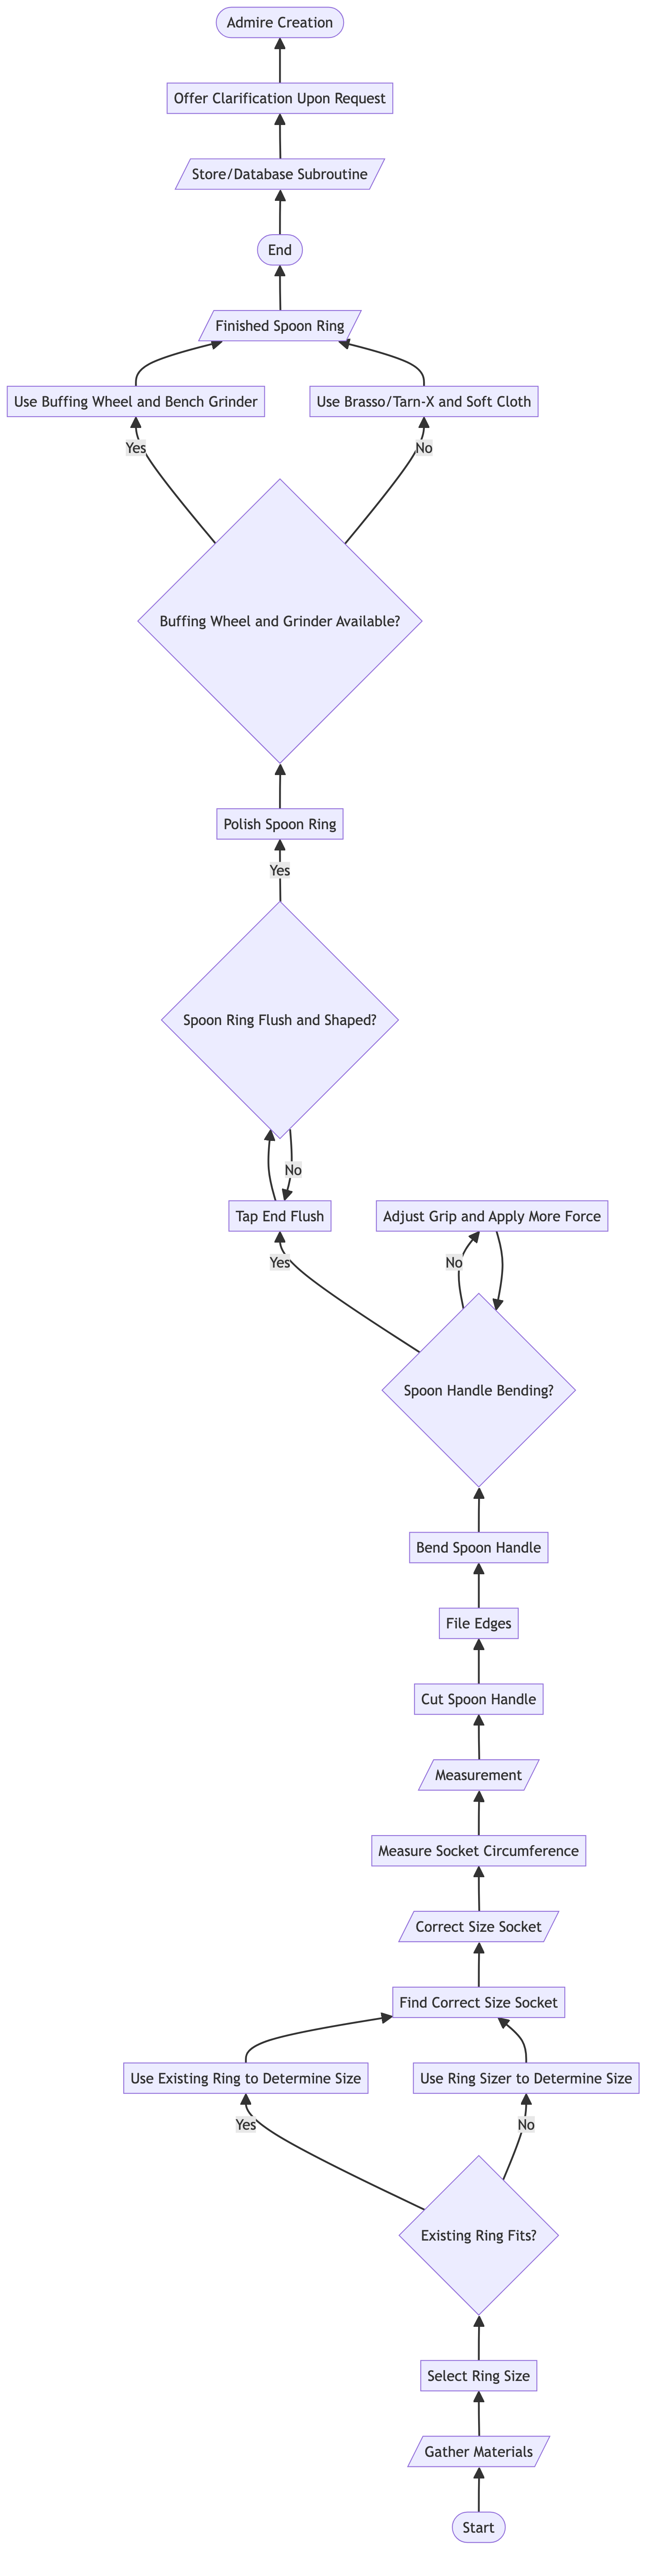 Admire Creation
Offer Clarification Upon Request
Store/Database Subroutine
End
Finished Spoon Ring
Use Buffing Wheel and Bench Grinder
Use Brasso/Tarn-X and Soft Cloth
Yes
No
Buffing Wheel and Grinder Available?
Polish Spoon Ring
Yes
Spoon Ring Flush and Shaped?
No
Tap End Flush
Adjust Grip and Apply More Force
Yes
No
Spoon Handle Bending?
Bend Spoon Handle
File Edges
Cut Spoon Handle
Measurement
Measure Socket Circumference
Correct Size Socket
Find Correct Size Socket
Use Existing Ring to Determine Size
Use Ring Sizer to Determine Size
Yes
No
Existing Ring Fits?
Select Ring Size
Gather Materials
Start